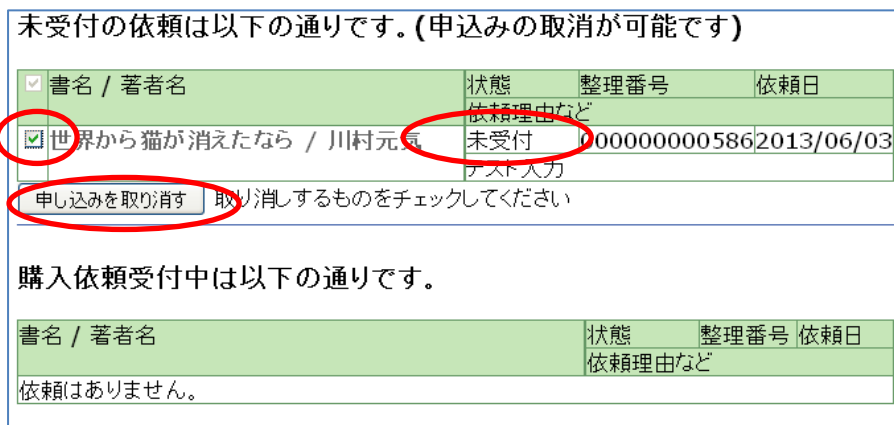 未受付の依頼は以下の通りです。(申込みの取消が可能です)
書名 / 著者名 状態 整理番号 依頼日
依頼理由など
世界から猫が消えたなら / 川村元気 未受付 000000000586 2013/06/03
テスト入力
申し込みを取り消す 取り消しするものをチェックしてください
購入依頼受付中は以下の通りです。
書名 / 著者名 状態 整理番号 依頼日
依頼理由など
依頼はありません。